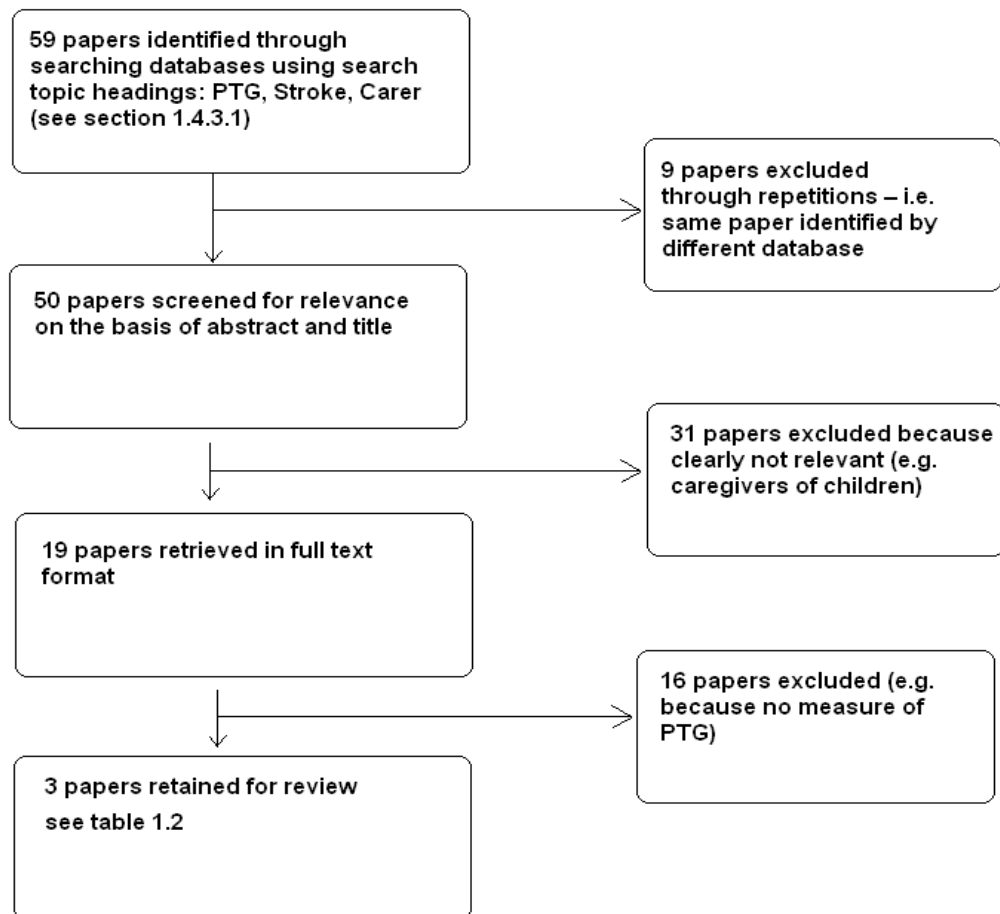 59 papers identified through
searching databases using search
topic headings: PTG, Stroke, Carer
(see section 1.4.3.1)
9 papers excluded
through repetitions – i.e.
same paper identified by
different database
50 papers screened for relevance
on the basis of abstract and title
31 papers excluded because
clearly not relevant (e.g.
caregivers of children)
19 papers retrieved in full text
format
16 papers excluded (e.g.
because no measure of
PTG)
3 papers retained for review
see table 1.2